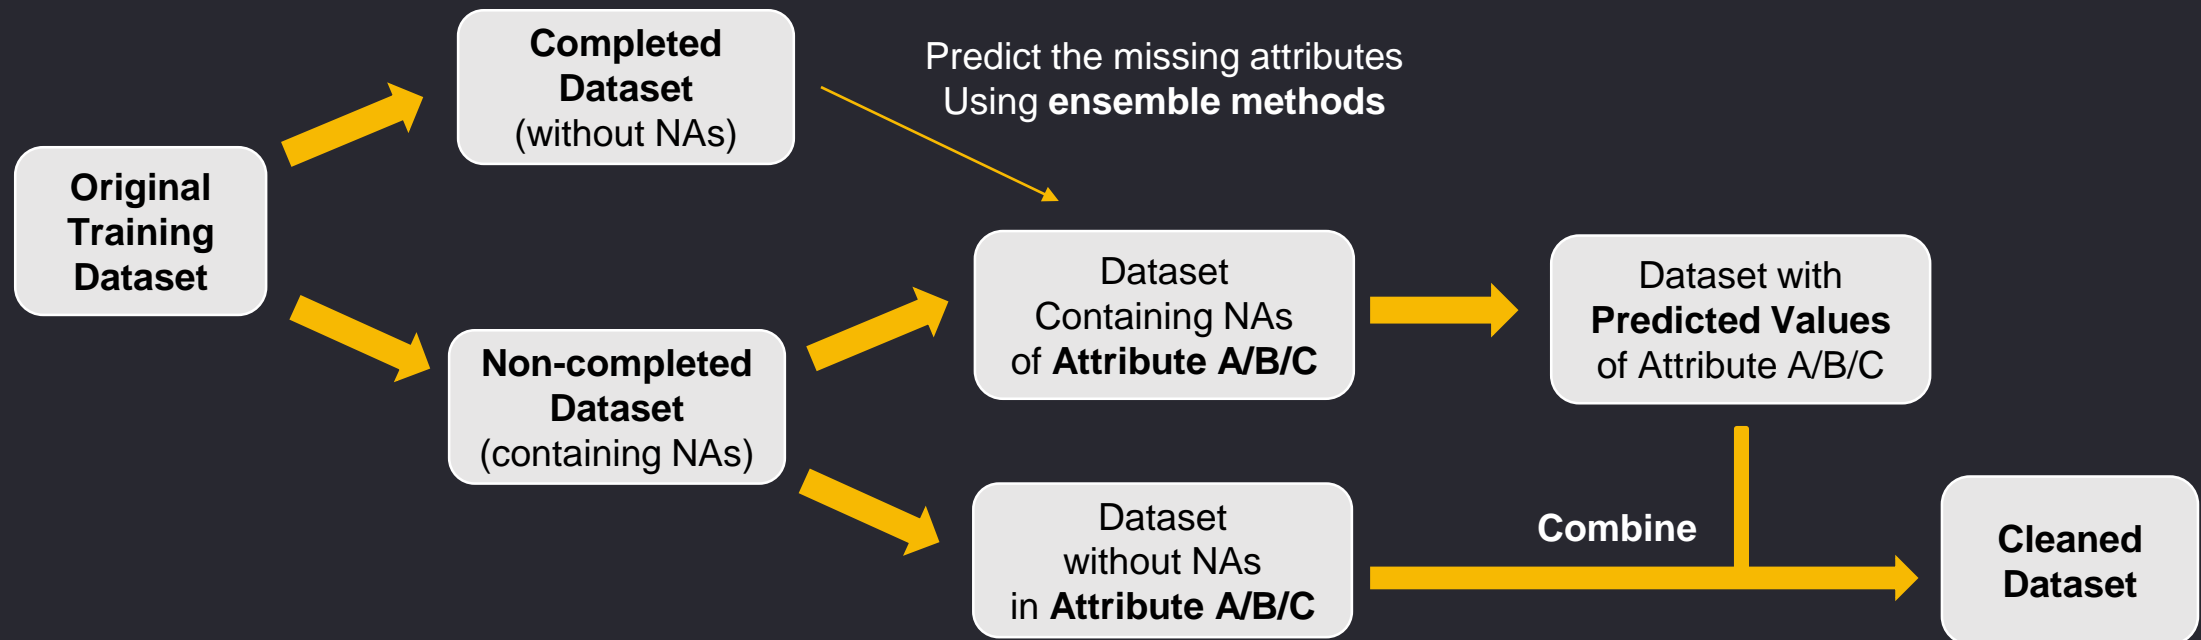 Original
Training
Dataset
Completed
Dataset
(without NAs)
Predict the missing attributes
Using ensemble methods
Non-completed
Dataset
(containing NAs)
Dataset
Containing NAs
of Attribute A/B/C
Dataset with
Predicted Values
of Attribute A/B/C
Dataset
without NAs
in Attribute A/B/C
Combine
Cleaned
Dataset